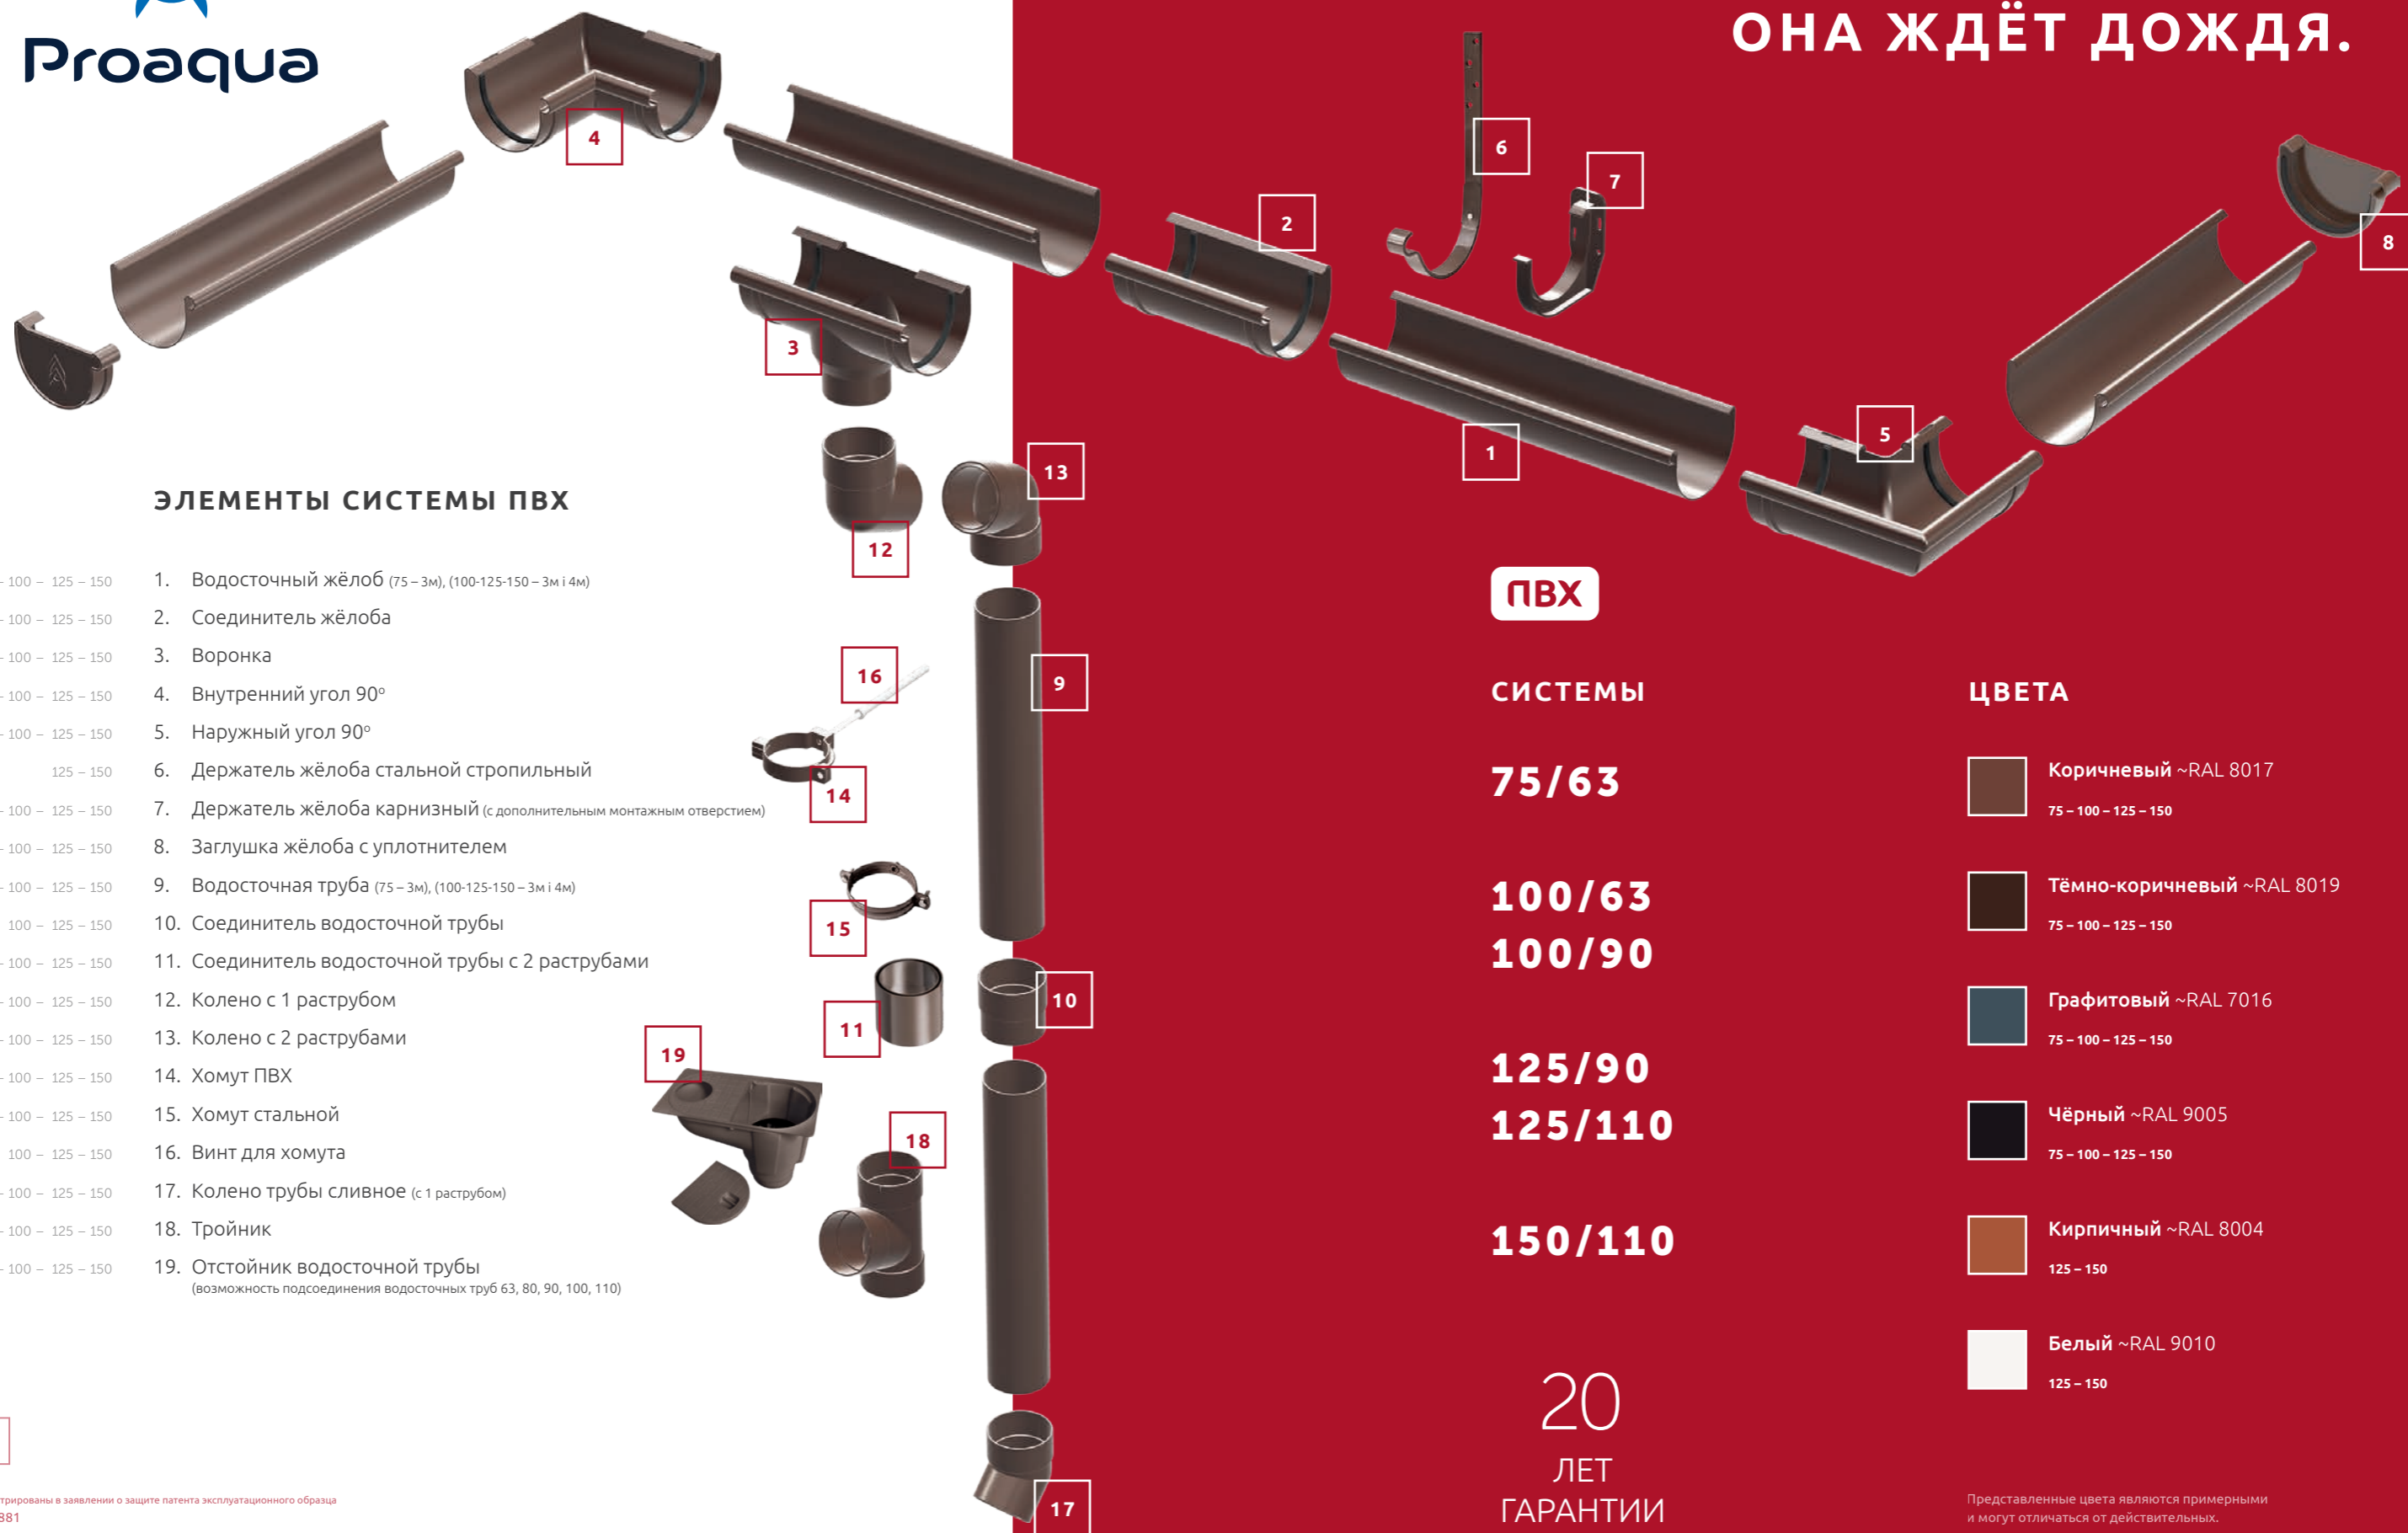 Proaqua
ОНА ЖДЁТ ДОЖДЯ.
4
6
7
2
8
3
5
1
13
12
16
9
14
15
10
11
19
18
17
ЭЛЕМЕНТЫ СИСТЕМЫ ПВХ
– 100 – 125 – 150 1. Водосточный жёлоб (75 – 3м), (100-125-150 – 3м і 4м)
– 100 – 125 – 150 2. Соединитель жёлоба
– 100 – 125 – 150 3. Воронка
– 100 – 125 – 150 4. Внутренний угол 90º
– 100 – 125 – 150 5. Наружный угол 90º
125 – 150 6. Держатель жёлоба стальной стропильный
– 100 – 125 – 150 7. Держатель жёлоба карнизный (с дополнительным монтажным отверстием)
– 100 – 125 – 150 8. Заглушка жёлоба с уплотнителем
– 100 – 125 – 150 9. Водосточная труба (75 – 3м), (100-125-150 – 3м і 4м)
100 – 125 – 150 10. Соединитель водосточной трубы
– 100 – 125 – 150 11. Соединитель водосточной трубы с 2 раструбами
– 100 – 125 – 150 12. Колено с 1 раструбом
– 100 – 125 – 150 13. Колено с 2 раструбами
– 100 – 125 – 150 14. Хомут ПВХ
– 100 – 125 – 150 15. Хомут стальной
100 – 125 – 150 16. Винт для хомута
– 100 – 125 – 150 17. Колено трубы сливное (с 1 раструбом)
– 100 – 125 – 150 18. Тройник
– 100 – 125 – 150 19. Отстойник водосточной трубы
(возможность подсоединения водосточных труб 63, 80, 90, 100, 110)
трированы в заявлении о защите патента эксплуатационного образца
881
ПВХ
СИСТЕМЫ
75/63
100/63
100/90
125/90
125/110
150/110
20
ЛЕТ
ГАРАНТИИ
ЦВЕТА
Коричневый ~RAL 8017
75 – 100 – 125 – 150
Тёмно-коричневый ~RAL 8019
75 – 100 – 125 – 150
Графитовый ~RAL 7016
75 – 100 – 125 – 150
Чёрный ~RAL 9005
75 – 100 – 125 – 150
Кирпичный ~RAL 8004
125 – 150
Белый ~RAL 9010
125 – 150
Представленные цвета являются примерными
и могут отличаться от действительных.